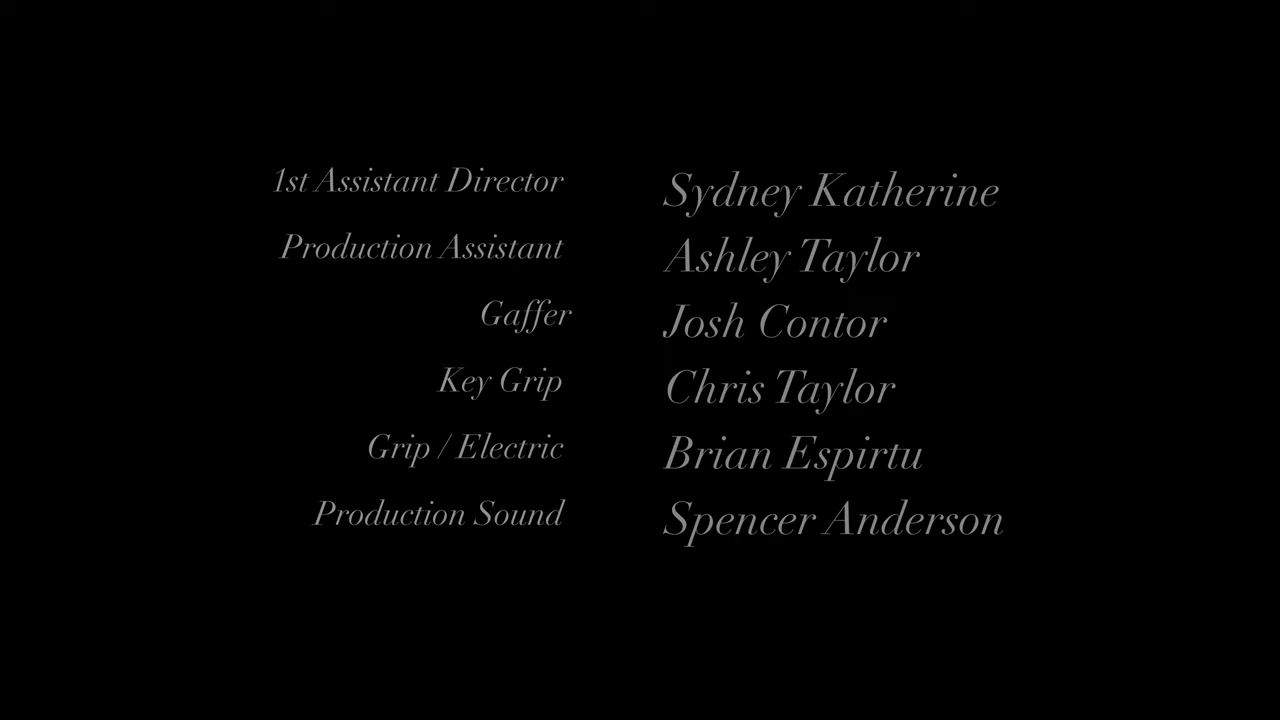 1st Assistant Director Sydney Katherine
Production Assistant Ashley Taylor
Gaffer Josh Contor
Key Grip Chris Taylor
Grip / Electric Brian Espirtu
Production Sound Spencer Anderson